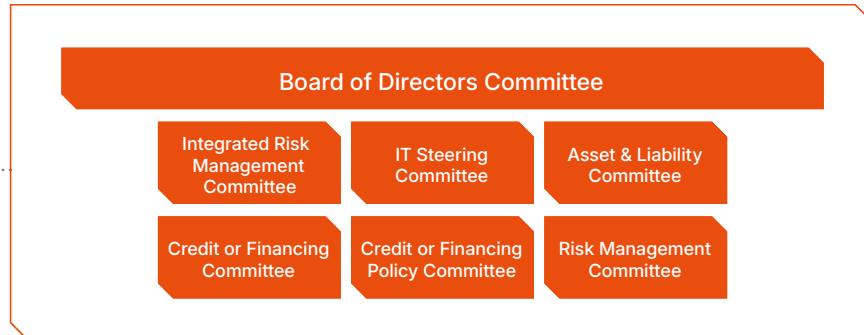 Board of Directors Committee
Integrated Risk
Management
Committee
IT Steering
Committee
Asset & Liability
Committee
Credit or Financing
Committee
Credit or Financing
Policy Committee
Risk Management
Committee